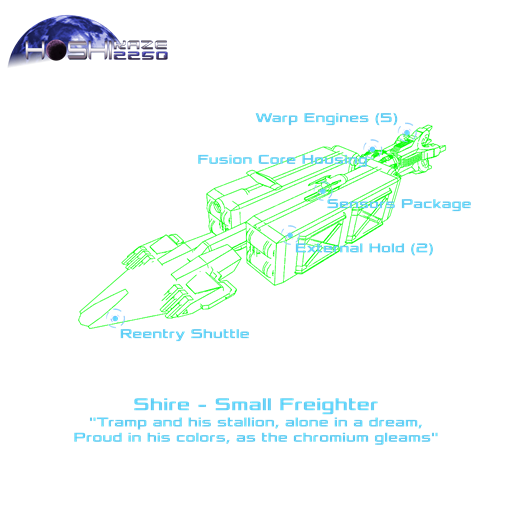 HOSHIKAZE 2250
Warp Engines (5)
Fusion Core Housing
Sensors Package
External Hold (2)
Reentry Shuttle
Shire - Small Freighter
"Tramp and his stallion, alone in a dream,
Proud in his colors, as the chromium gleams"